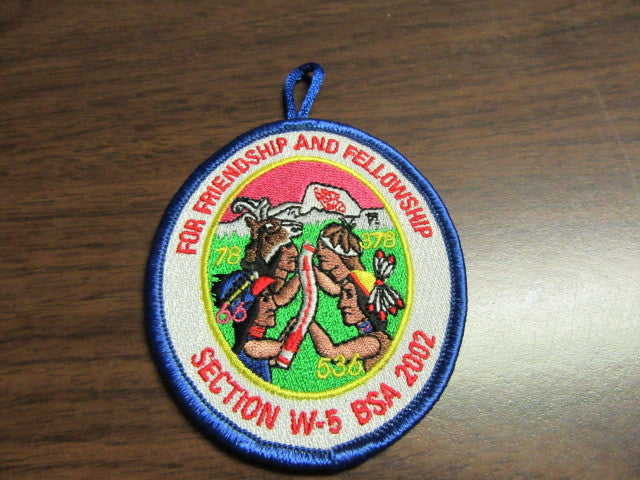 FOR FRIENDSHIP AND FELLOWSHIP
78
378
66
536
SECTION W-5 BSA 2002